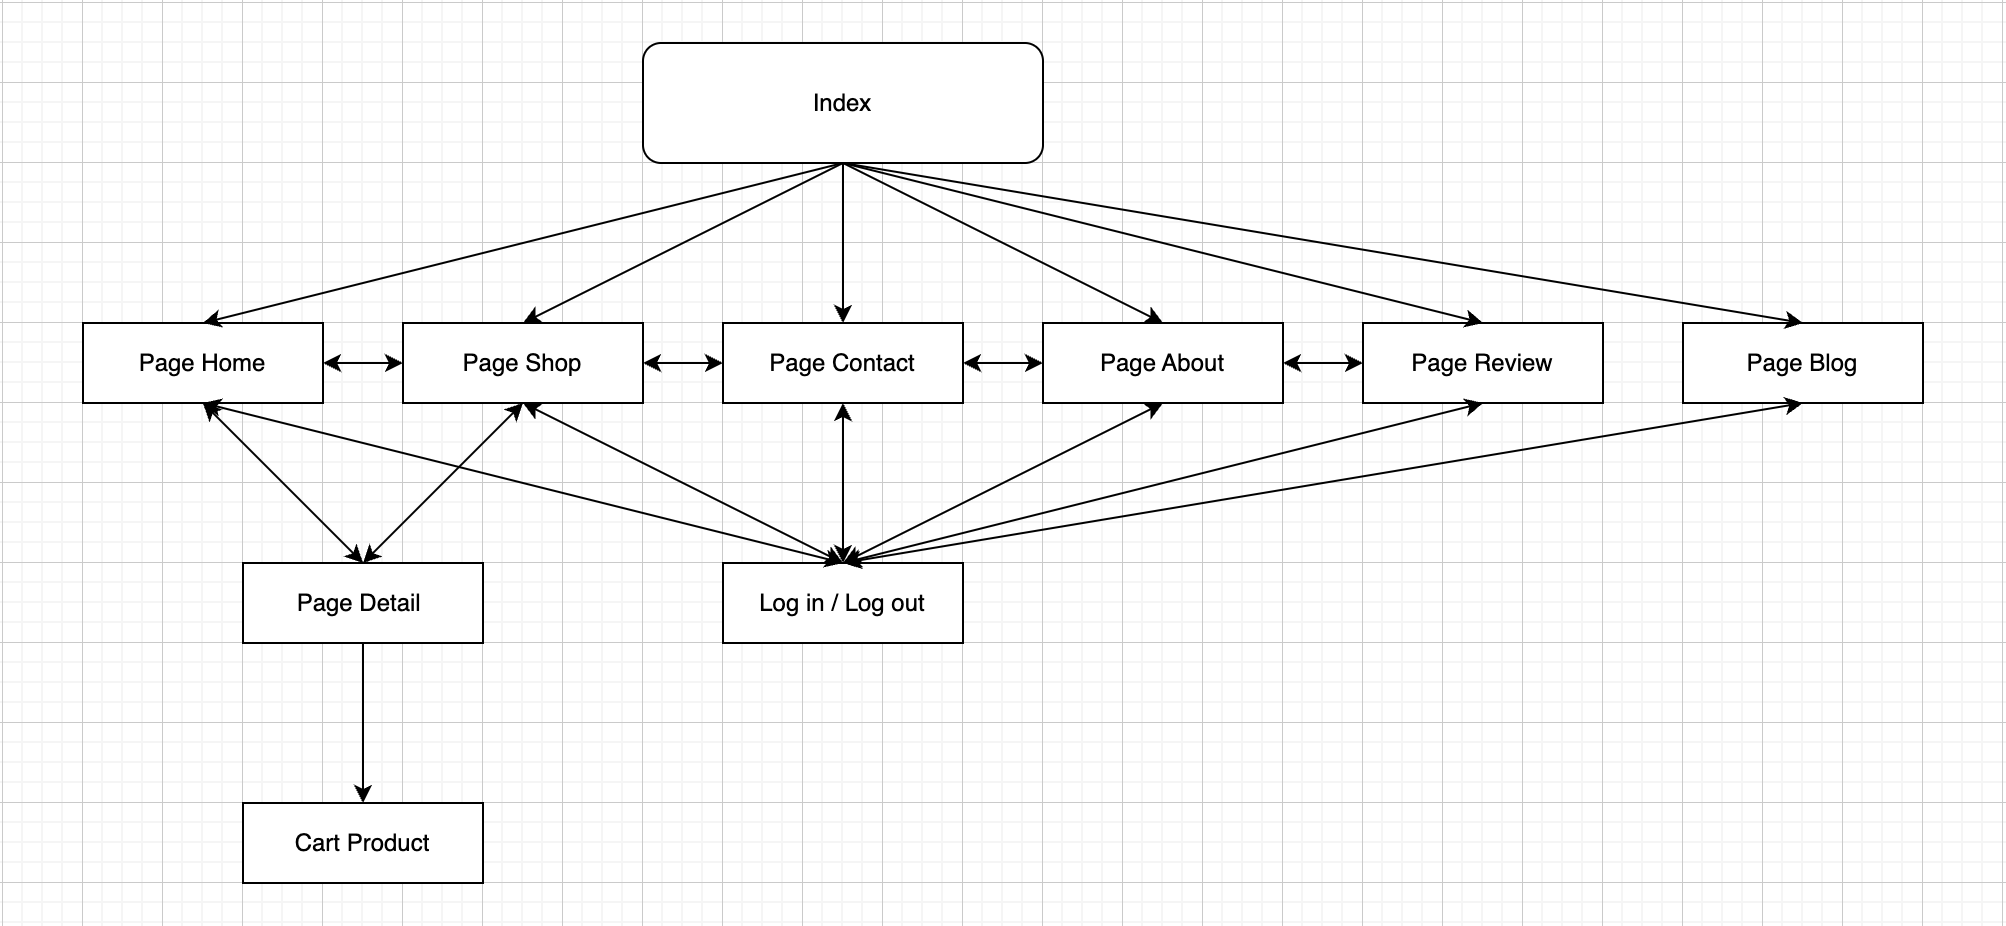 Index
Page Home
Page Shop
Page Contact
Page About
Page Review
Page Blog
Page Detail
Log in / Log out
Cart Product